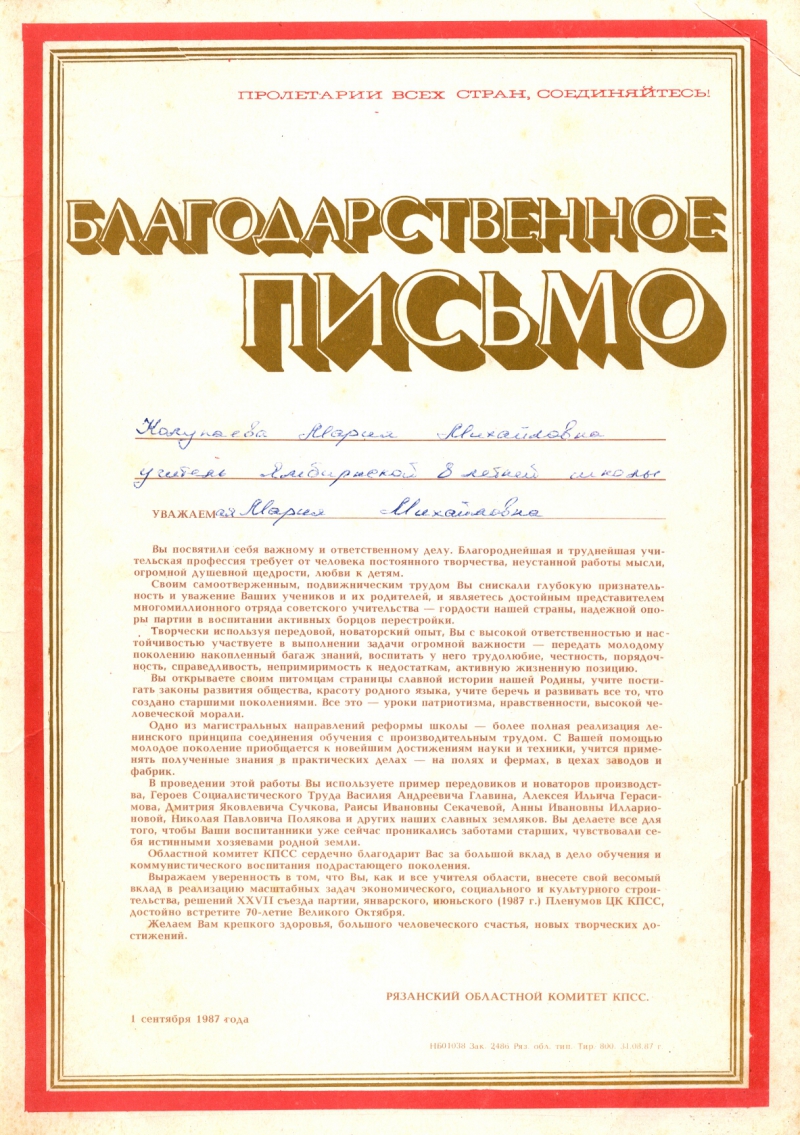 ПРОЛЕТАРИИ ВСЕХ СТРАН, СОЕДИНЯЙТЕСЬ!
БЛАГОДАРСТВЕННОЕ
ПИСЬМО
Колупаева Мария Михайловна
учитель Ямбирнской 8 летней школы
УВАЖАЕМая Мария Михайловна
Вы посвятили себя важному и ответственному делу. Благороднейшая и труднейшая учи-
тельская профессия требует от человека постоянного творчества, неустанной работы мысли,
огромной душевной щедрости, любви к детям.
Своим самоотверженным, подвижническим трудом Вы снискали глубокую признатель-
ность и уважение Ваших учеников и их родителей, и являетесь достойным представителем
многомиллионного отряда советского учительства — гордости нашей страны, надежной опо-
ры партии в воспитании активных борцов перестройки.
Творчески используя передовой, новаторский опыт, Вы с высокой ответственностью и нас-
тойчивостью участвуете в выполнении задачи огромной важности — передать молодому
поколению накопленный багаж знаний, воспитать у него трудолюбие, честность, порядоч-
ность, справедливость, непримиримость к недостаткам, активную жизненную позицию.
Вы открываете своим питомцам страницы славной истории нашей Родины, учите пости-
гать законы развития общества, красоту родного языка, учите беречь и развивать все то, что
создано старшими поколениями. Все это — уроки патриотизма, нравственности, высокой че-
ловеческой морали.
Одно из магистральных направлений реформы школы — более полная реализация ле-
нинского принципа соединения обучения с производительным трудом. С Вашей помощью
молодое поколение приобщается к новейшим достижениям науки и техники, учится приме-
нять полученные знания в практических делах — на полях и фермах, в цехах заводов и
фабрик.
В проведении этой работы Вы используете пример передовиков и новаторов производст-
ва, Героев Социалистического Труда Василия Андреевича Главина, Алексея Ильича Гераси-
мова, Дмитрия Яковлевича Сучкова, Раисы Ивановны Секачевой, Анны Ивановны Илларио-
новой, Николая Павловича Полякова и других наших славных земляков. Вы делаете все для
того, чтобы Ваши воспитанники уже сейчас проникались заботами старших, чувствовали се-
бя истинными хозяевами родной земли.
Областной комитет КПСС сердечно благодарит Вас за большой вклад в дело обучения и
коммунистического воспитания подрастающего поколения.
Выражаем уверенность в том, что Вы, как и все учителя области, внесете свой весомый
вклад в реализацию масштабных задач экономического, социального и культурного строи-
тельства, решений XXVII съезда партии, январского, июньского (1987 г.) Пленумов ЦК КПСС,
достойно встретите 70-летие Великого Октября.
Желаем Вам крепкого здоровья, большого человеческого счастья, новых творческих до-
стижений.
РЯЗАНСКИЙ ОБЛАСТНОЙ КОМИТЕТ КПСС.
1 сентября 1987 года
НБ01038 Зак. 2486 Ряз. обл. тип. Тир. 800. 31.08.87 г.